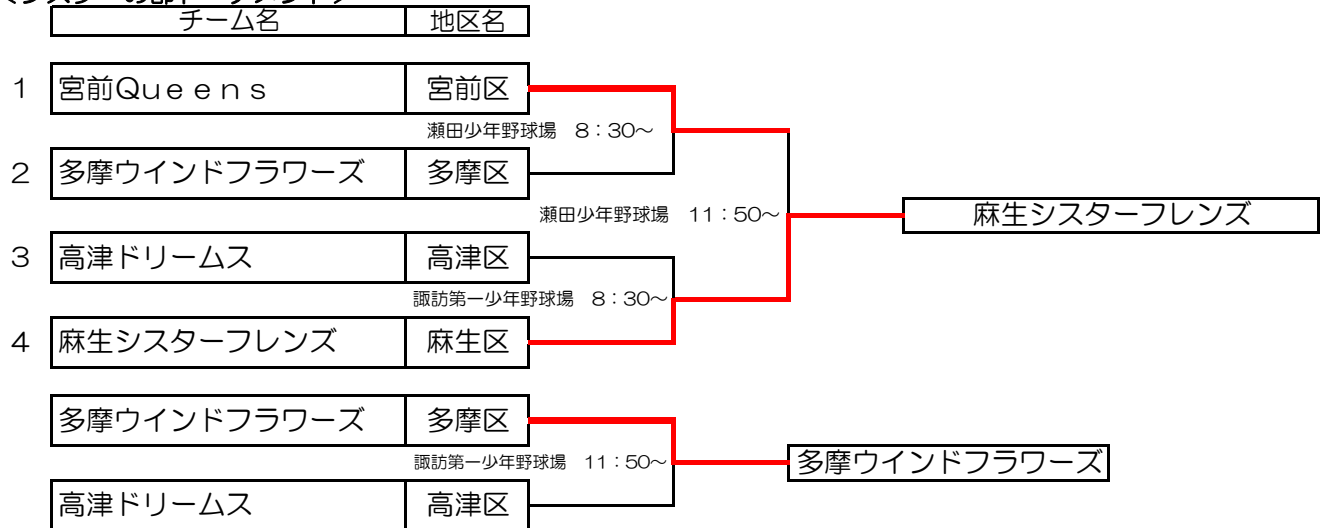 チーム名 地区名
1 宮前Queens 宮前区
瀬田少年野球場 8:30～
2 多摩ウインドフラワーズ 多摩区
瀬田少年野球場 11:50～ 麻生シスターフレンズ
3 高津ドリームス 高津区
諏訪第一少年野球場 8:30～
4 麻生シスターフレンズ 麻生区
多摩ウインドフラワーズ 多摩区
諏訪第一少年野球場 11:50～ 多摩ウインドフラワーズ
高津ドリームス 高津区